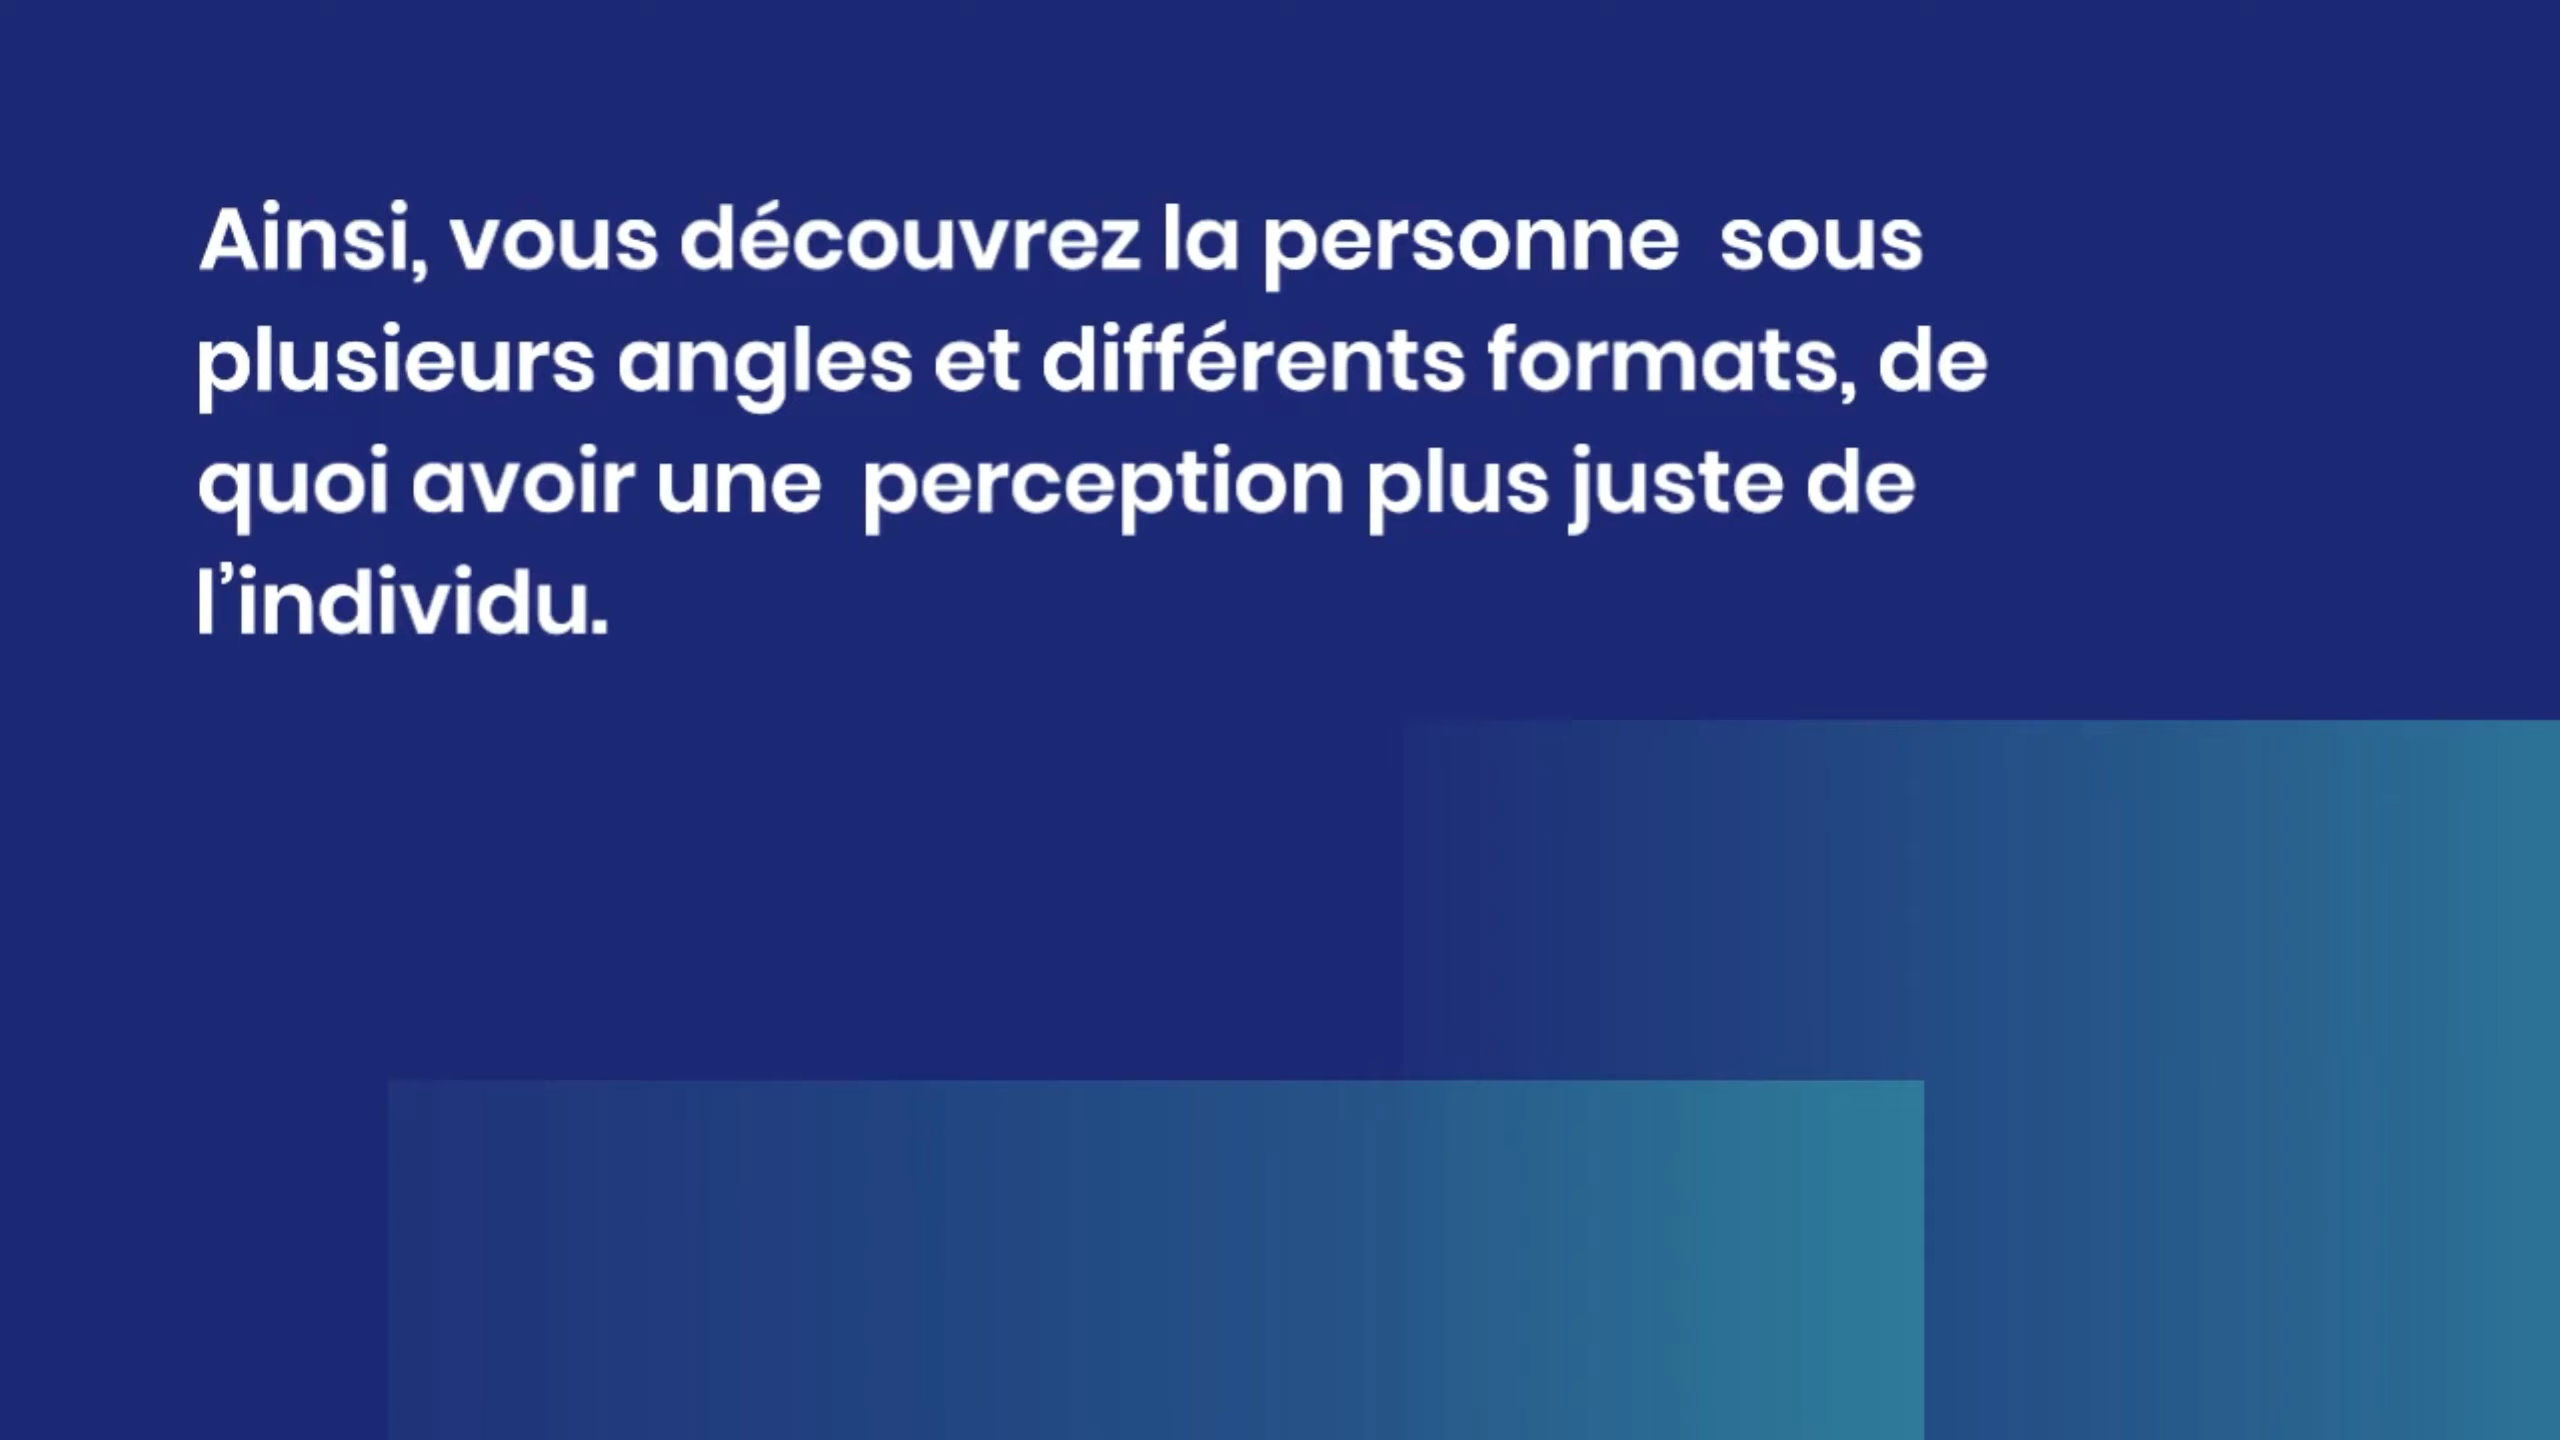 Ainsi, vous découvrez la personne  sous
plusieurs angles et différents formats, de
quoi avoir une  perception plus juste de
l’individu.